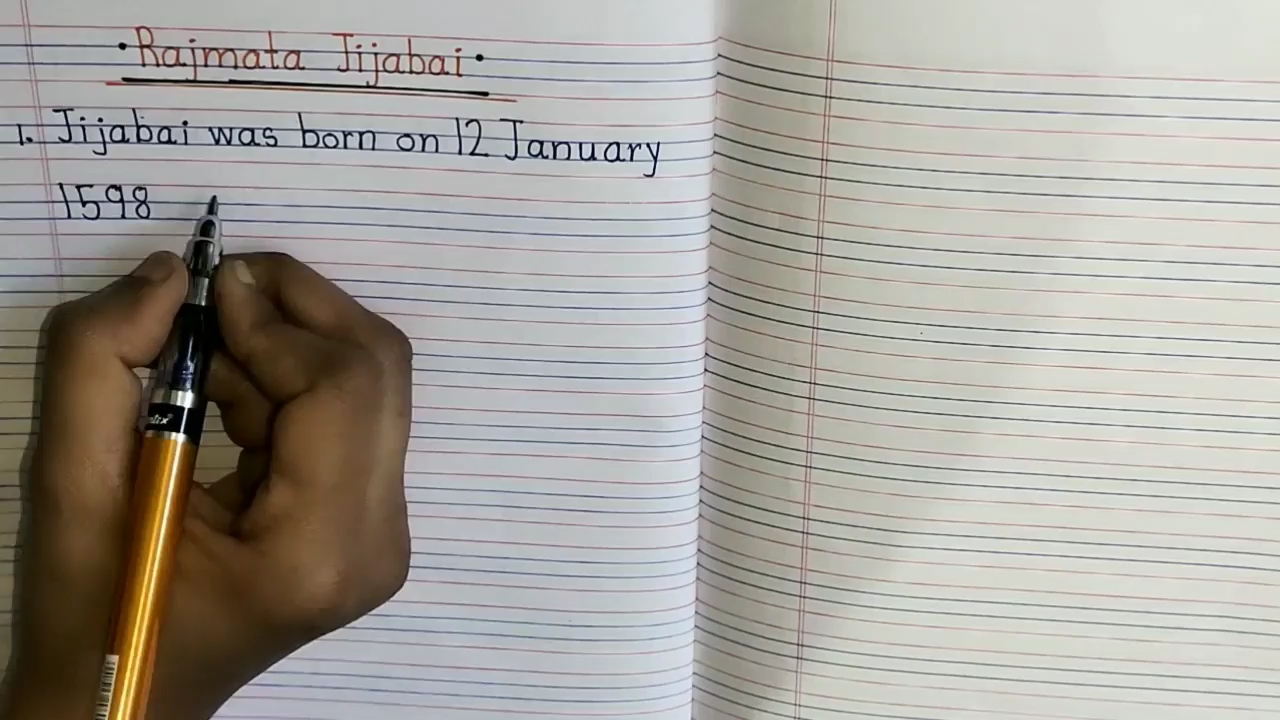 • Rajmata Jijabai •
1. Jijabai was born on 12 January
1598